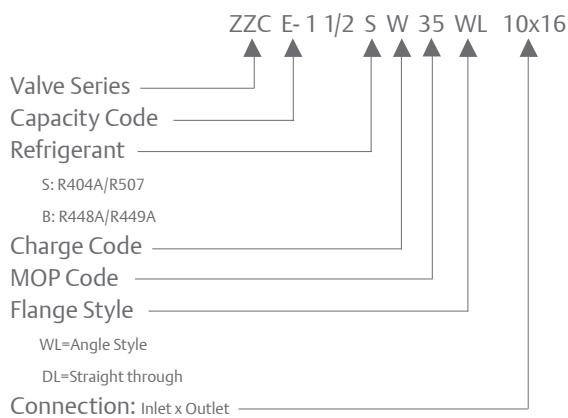 ZZC E- 1 1/2 S W 35 WL 10x16
Valve Series
Capacity Code
Refrigerant
S: R404A/R507
B: R448A/R449A
Charge Code
MOP Code
Flange Style
WL=Angle Style
DL=Straight through
Connection: Inlet x Outlet